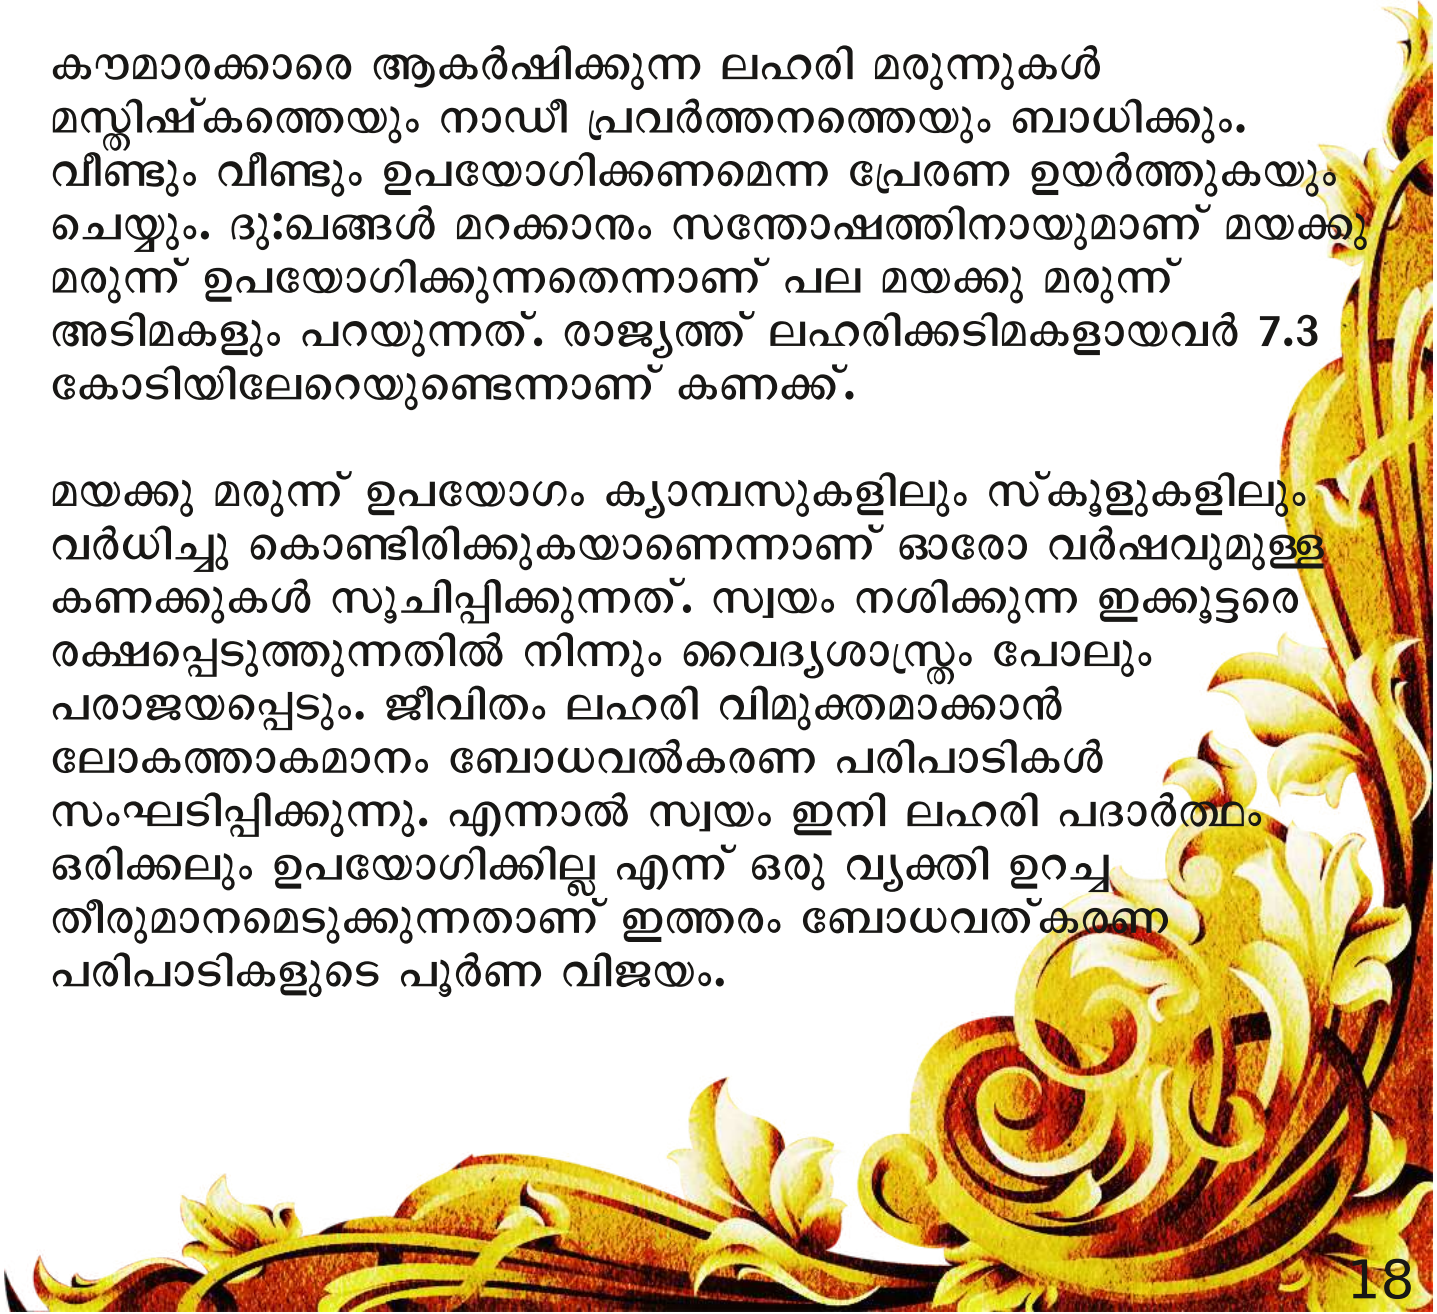 കൗമാരക്കാരെ ആകർഷിക്കുന്ന ലഹരി മരുന്നുകൾ
മസ്തിഷ്കത്തെയും നാഡീ പ്രവർത്തനത്തെയും ബാധിക്കും.
വീണ്ടും വീണ്ടും ഉപയോഗിക്കണമെന്ന പ്രേരണ ഉയർത്തുകയും
ചെയ്യും. ദു:ഖങ്ങൾ മറക്കാനും സന്തോഷത്തിനായുമാണ് മയക്കു
മരുന്ന് ഉപയോഗിക്കുന്നതെന്നാണ് പല മയക്കു മരുന്ന്
അടിമകളും പറയുന്നത്. രാജ്യത്ത് ലഹരിക്കടിമകളായവർ 7.3
കോടിയിലേറെയുണ്ടെന്നാണ് കണക്ക്.
മയക്കു മരുന്ന് ഉപയോഗം ക്യാമ്പസുകളിലും സ്കൂളുകളിലും
വർധിച്ചു കൊണ്ടിരിക്കുകയാണെന്നാണ് ഓരോ വർഷവുമുള്ള
കണക്കുകൾ സൂചിപ്പിക്കുന്നത്. സ്വയം നശിക്കുന്ന ഇക്കൂട്ടരെ
രക്ഷപ്പെടുത്തുന്നതിൽ നിന്നും വൈദ്യശാസ്ത്രം പോലും
പരാജയപ്പെടും. ജീവിതം ലഹരി വിമുക്തമാക്കാൻ
ലോകത്താകമാനം ബോധവൽകരണ പരിപാടികൾ
സംഘടിപ്പിക്കുന്നു. എന്നാൽ സ്വയം ഇനി ലഹരി പദാർത്ഥം
ഒരിക്കലും ഉപയോഗിക്കില്ല എന്ന് ഒരു വ്യക്തി ഉറച്ച
തീരുമാനമെടുക്കുന്നതാണ് ഇത്തരം ബോധവത്കരണ
പരിപാടികളുടെ പൂർണ വിജയം.
18